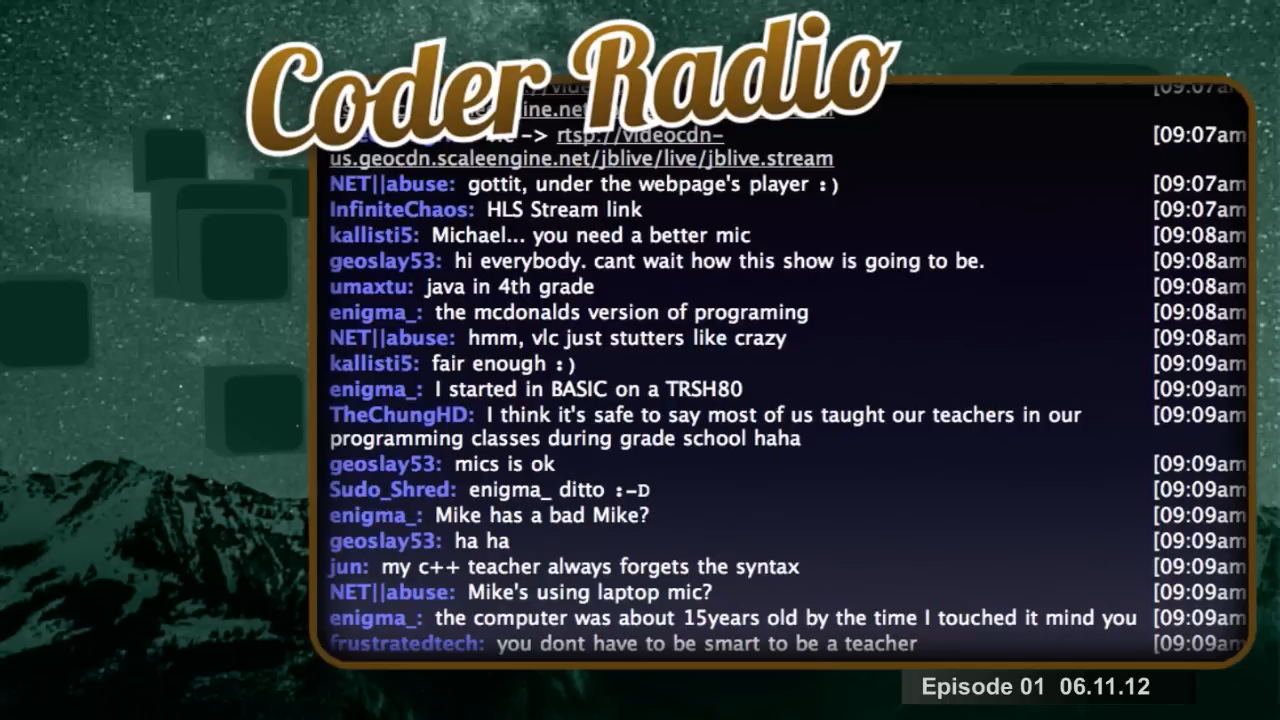 Coder Radio
[09:07am
ine.net
-> rtsp://videocdn- [09:07am
us.geocdn.scaleengine.net/jblive/live/jblive.stream
NET||abuse: gottit, under the webpage's player :) [09:07am
InfiniteChaos: HLS Stream link [09:07am
kallisti5: Michael... you need a better mic [09:08am
geoslay53: hi everybody. cant wait how this show is going to be. [09:08am
umaxtu: java in 4th grade [09:08am
enigma_: the mcdonalds version of programing [09:08am
NET||abuse: hmm, vlc just stutters like crazy [09:08am
kallisti5: fair enough :) [09:09am
enigma_: I started in BASIC on a TRSH80 [09:09am
TheChungHD: I think it's safe to say most of us taught our teachers in our [09:09am
programming classes during grade school haha
geoslay53: mics is ok [09:09am
Sudo_Shred: enigma_ ditto :-D [09:09am
enigma_: Mike has a bad Mike? [09:09am
geoslay53: ha ha [09:09am
jun: my c++ teacher always forgets the syntax [09:09am
NET||abuse: Mike's using laptop mic? [09:09am
enigma_: the computer was about 15years old by the time I touched it mind you [09:09am
frustratedtech: you dont have to be smart to be a teacher [09:09am
Episode 01 06.11.12